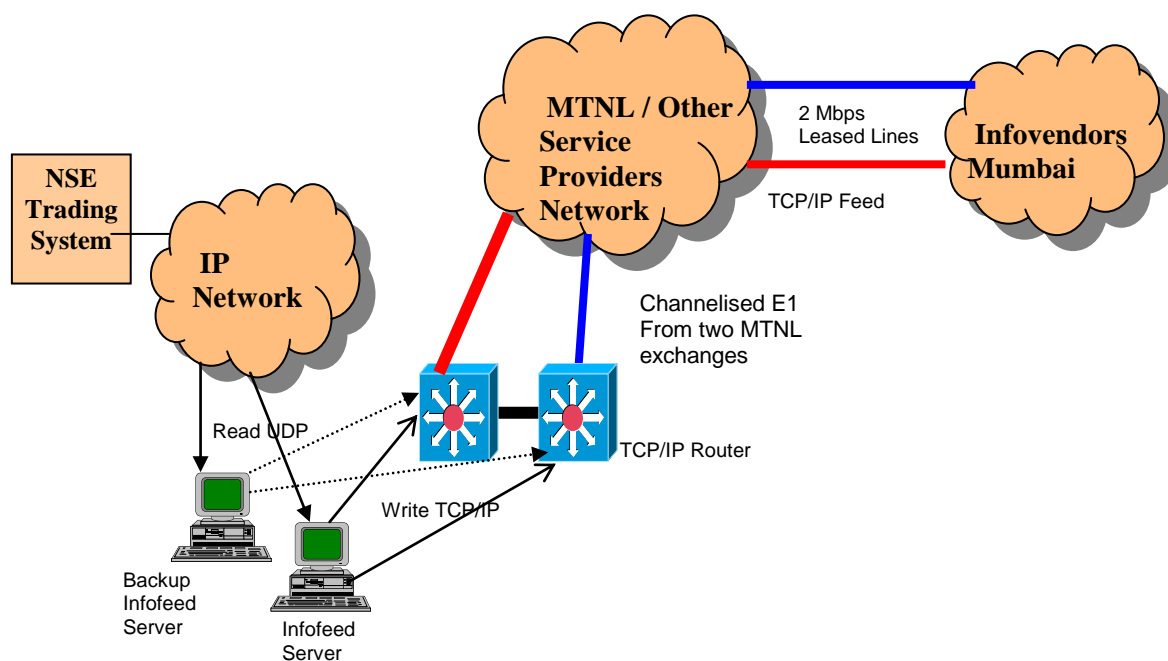 NSE
Trading
System
IP
Network
MTNL / Other
Service
Providers
Network
2 Mbps
Leased Lines
TCP/IP Feed
Infovendors
Mumbai
Channelised E1
From two MTNL
exchanges
Read UDP
TCP/IP Router
Write TCP/IP
Backup
Infofeed
Server
Infofeed
Server